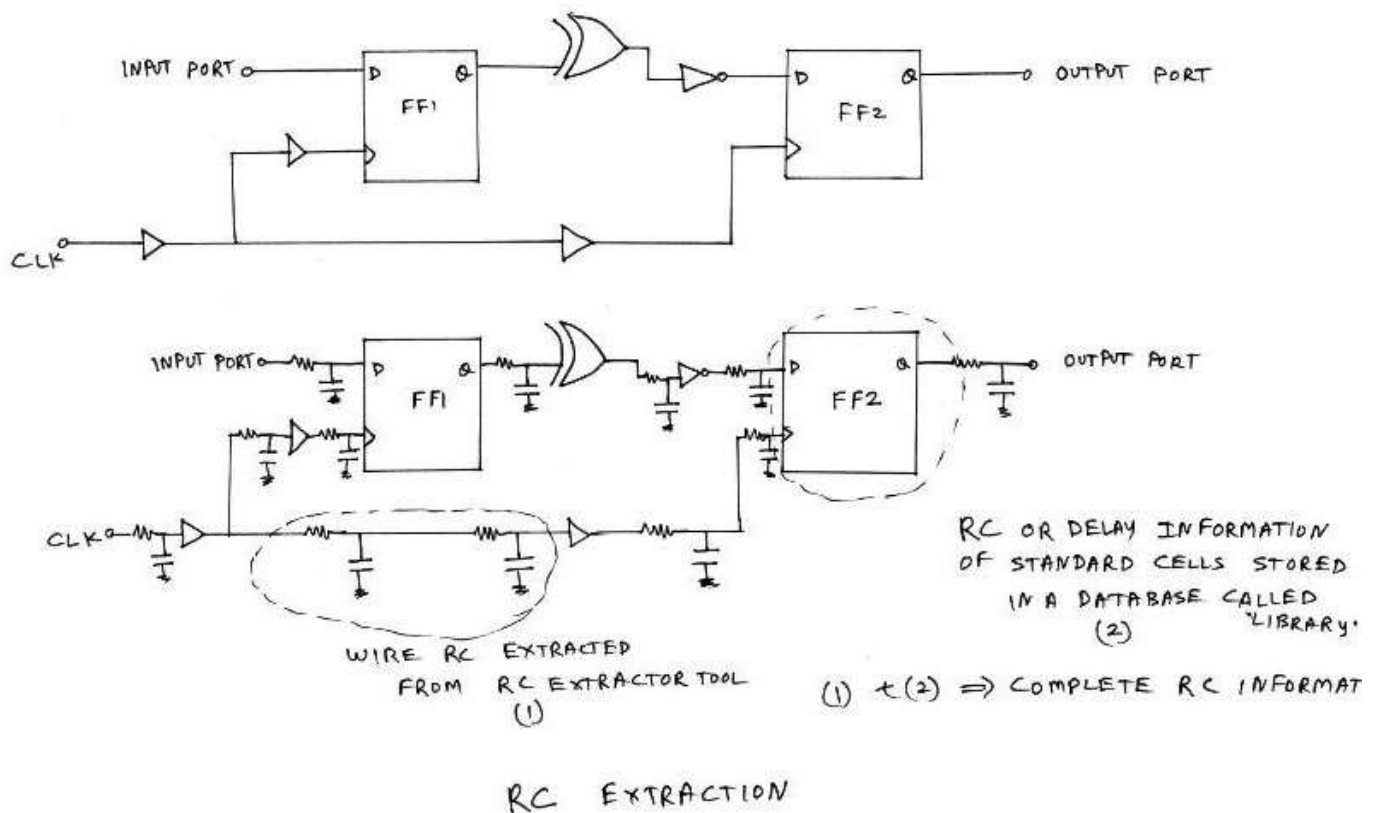 INPUT PORT
D
Q
FF1
D
Q
FF2
OUTPUT PORT
CLK
INPUT PORT
D
Q
FF1
D
Q
FF2
OUTPUT PORT
CLK
WIRE RC EXTRACTED
FROM RC EXTRACTOR TOOL
(1)
RC OR DELAY INFORMATION
OF STANDARD CELLS STORED
IN A DATABASE CALLED
"LIBRARY.
(2)
(1) + (2) ⇒ COMPLETE RC INFORMAT
RC EXTRACTION